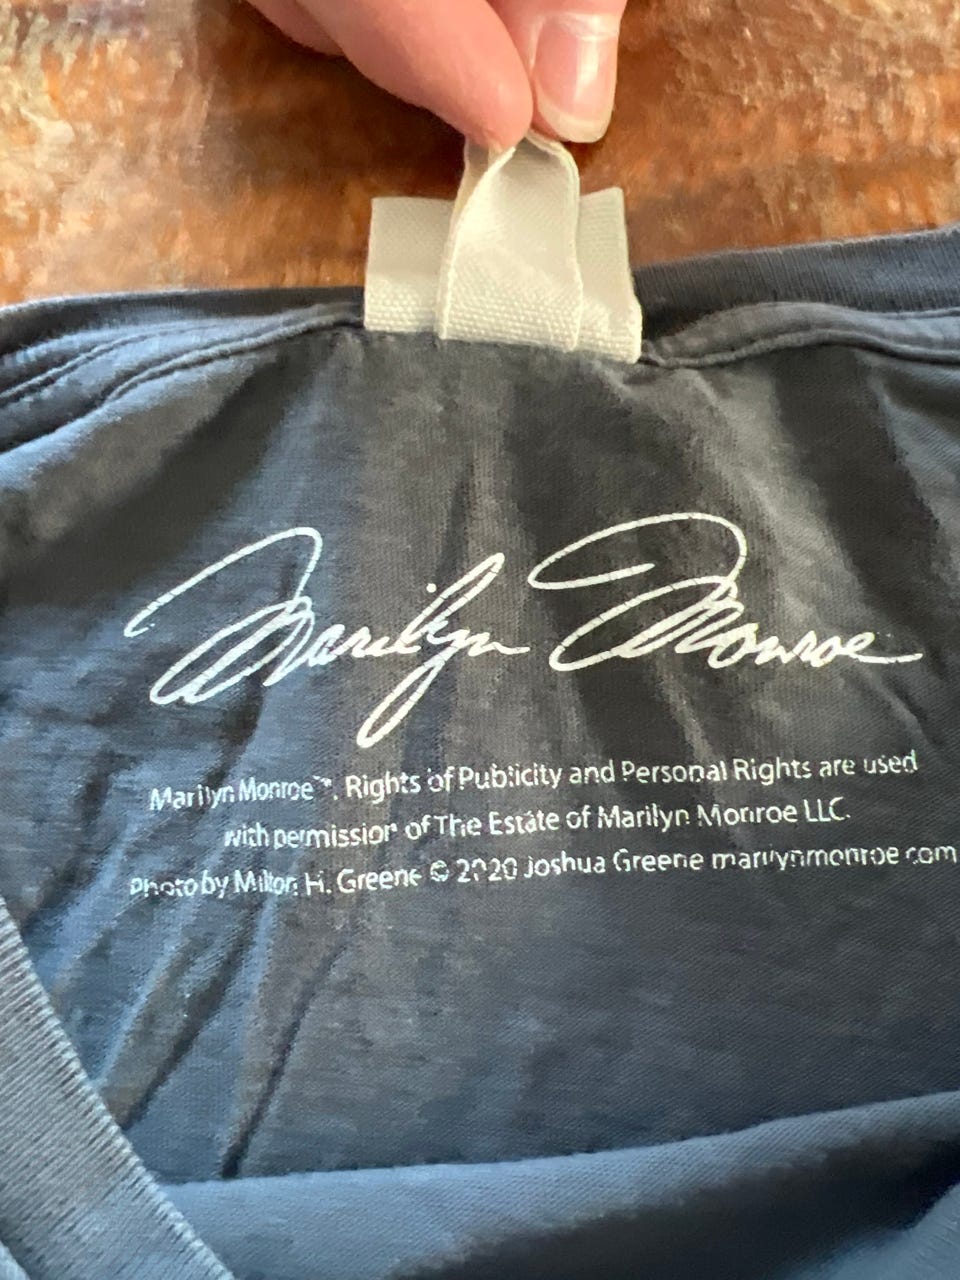 Marilyn Monroe
Marilyn Monroe™. Rights of Publicity and Personal Rights are used
with permission of The Estate of Marilyn Monroe LLC.
Photo by Milton H. Greene © 2020 Joshua Greene marilynmonroe.com